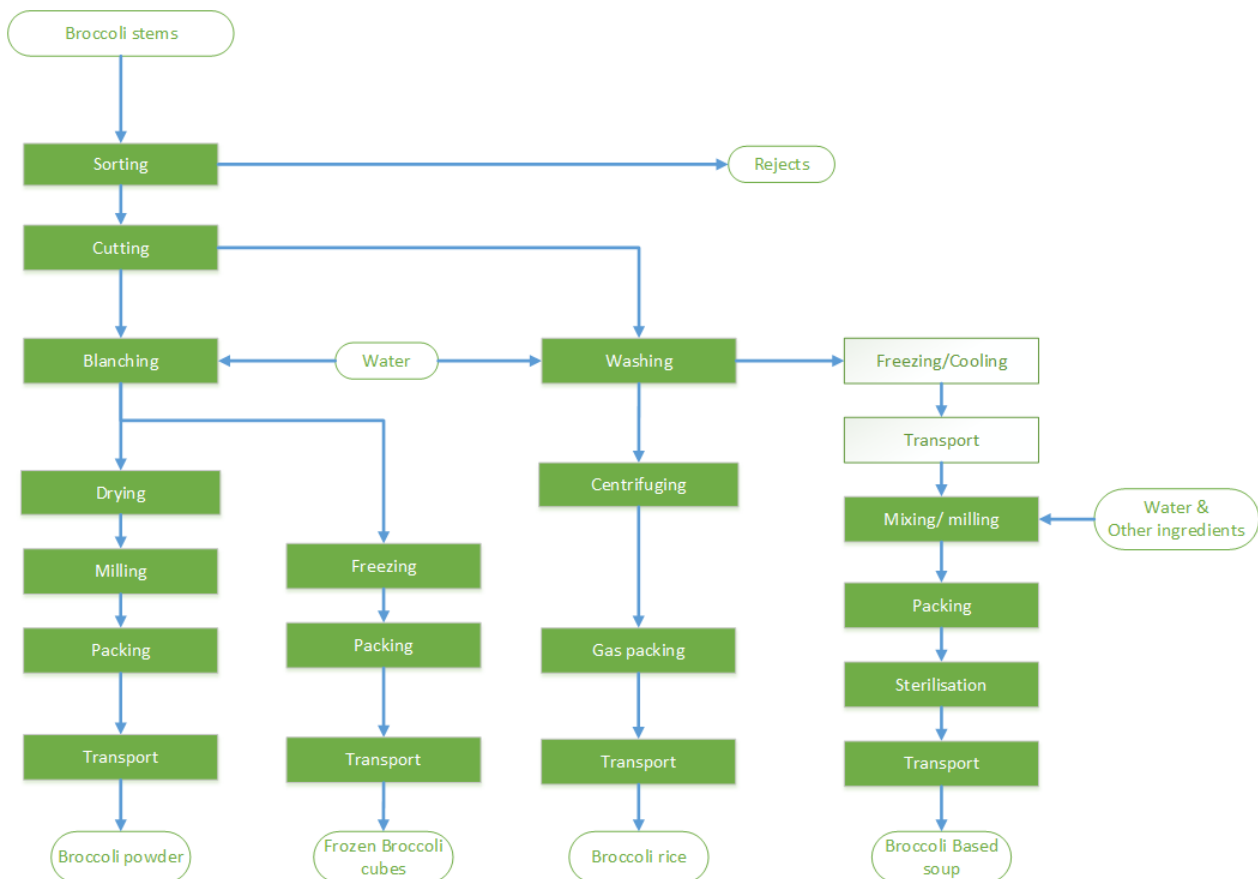 Broccoli stems
Sorting
Rejects
Cutting
Blanching
Water
Washing
Freezing/Cooling
Transport
Drying
Centrifuging
Mixing/ milling
Water &
Other ingredients
Milling
Freezing
Packing
Packing
Packing
Gas packing
Sterilisation
Transport
Transport
Transport
Transport
Broccoli powder
Frozen Broccoli
cubes
Broccoli rice
Broccoli Based
soup